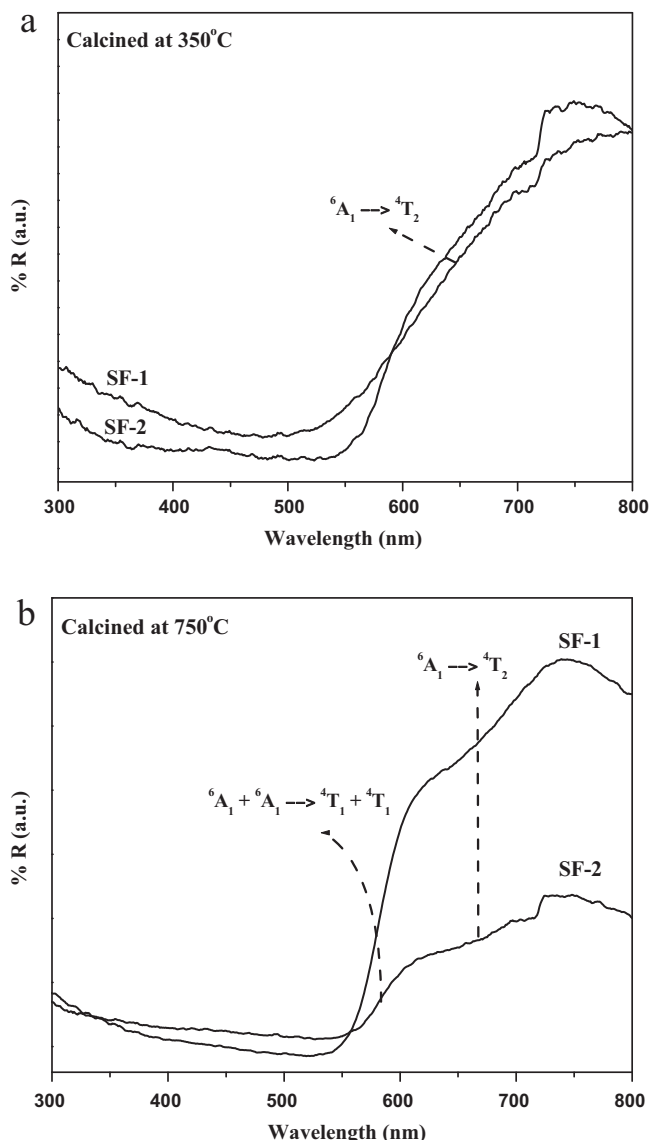 a
Calcined at 350°C
⁶A₁ --> ⁴T₂
% R (a.u.)
SF-1
SF-2
300 400 500 600 700 800
Wavelength (nm)
b
Calcined at 750°C
SF-1
⁶A₁ --> ⁴T₂
⁶A₁ + ⁶A₁ --> ⁴T₁ + ⁴T₁
% R (a.u.)
SF-2
300 400 500 600 700 800
Wavelength (nm)